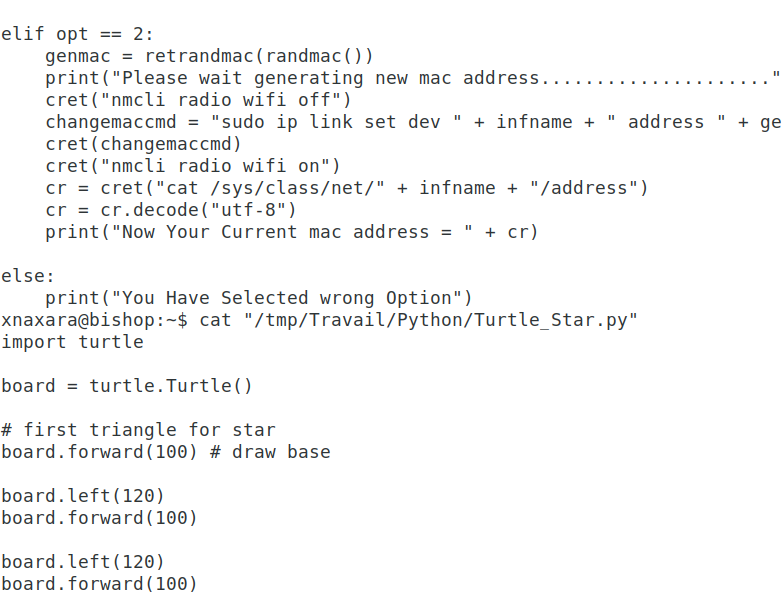 elif opt == 2:
    genmac = retrandmac(randmac())
    print("Please wait generating new mac address....................."
    cret("nmcli radio wifi off")
    changemaccmd = "sudo ip link set dev " + infname + " address " + ge
    cret(changemaccmd)
    cret("nmcli radio wifi on")
    cr = cret("cat /sys/class/net/" + infname + "/address")
    cr = cr.decode("utf-8")
    print("Now Your Current mac address = " + cr)

else:
    print("You Have Selected wrong Option")
xnaxara@bishop:~$ cat "/tmp/Travail/Python/Turtle_Star.py"
import turtle

board = turtle.Turtle()

# first triangle for star
board.forward(100) # draw base

board.left(120)
board.forward(100)

board.left(120)
board.forward(100)